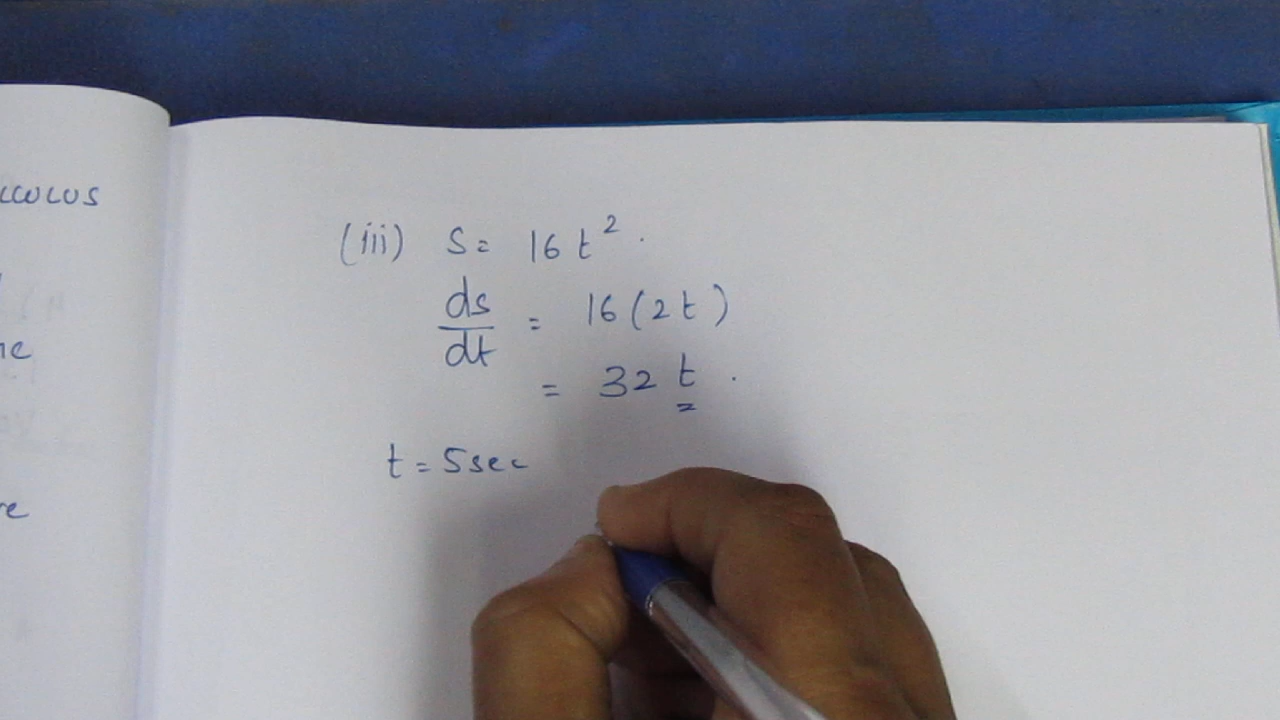 (iii) S = 16 t².
ds/dt = 16(2t)
= 32 t.
t = 5sec